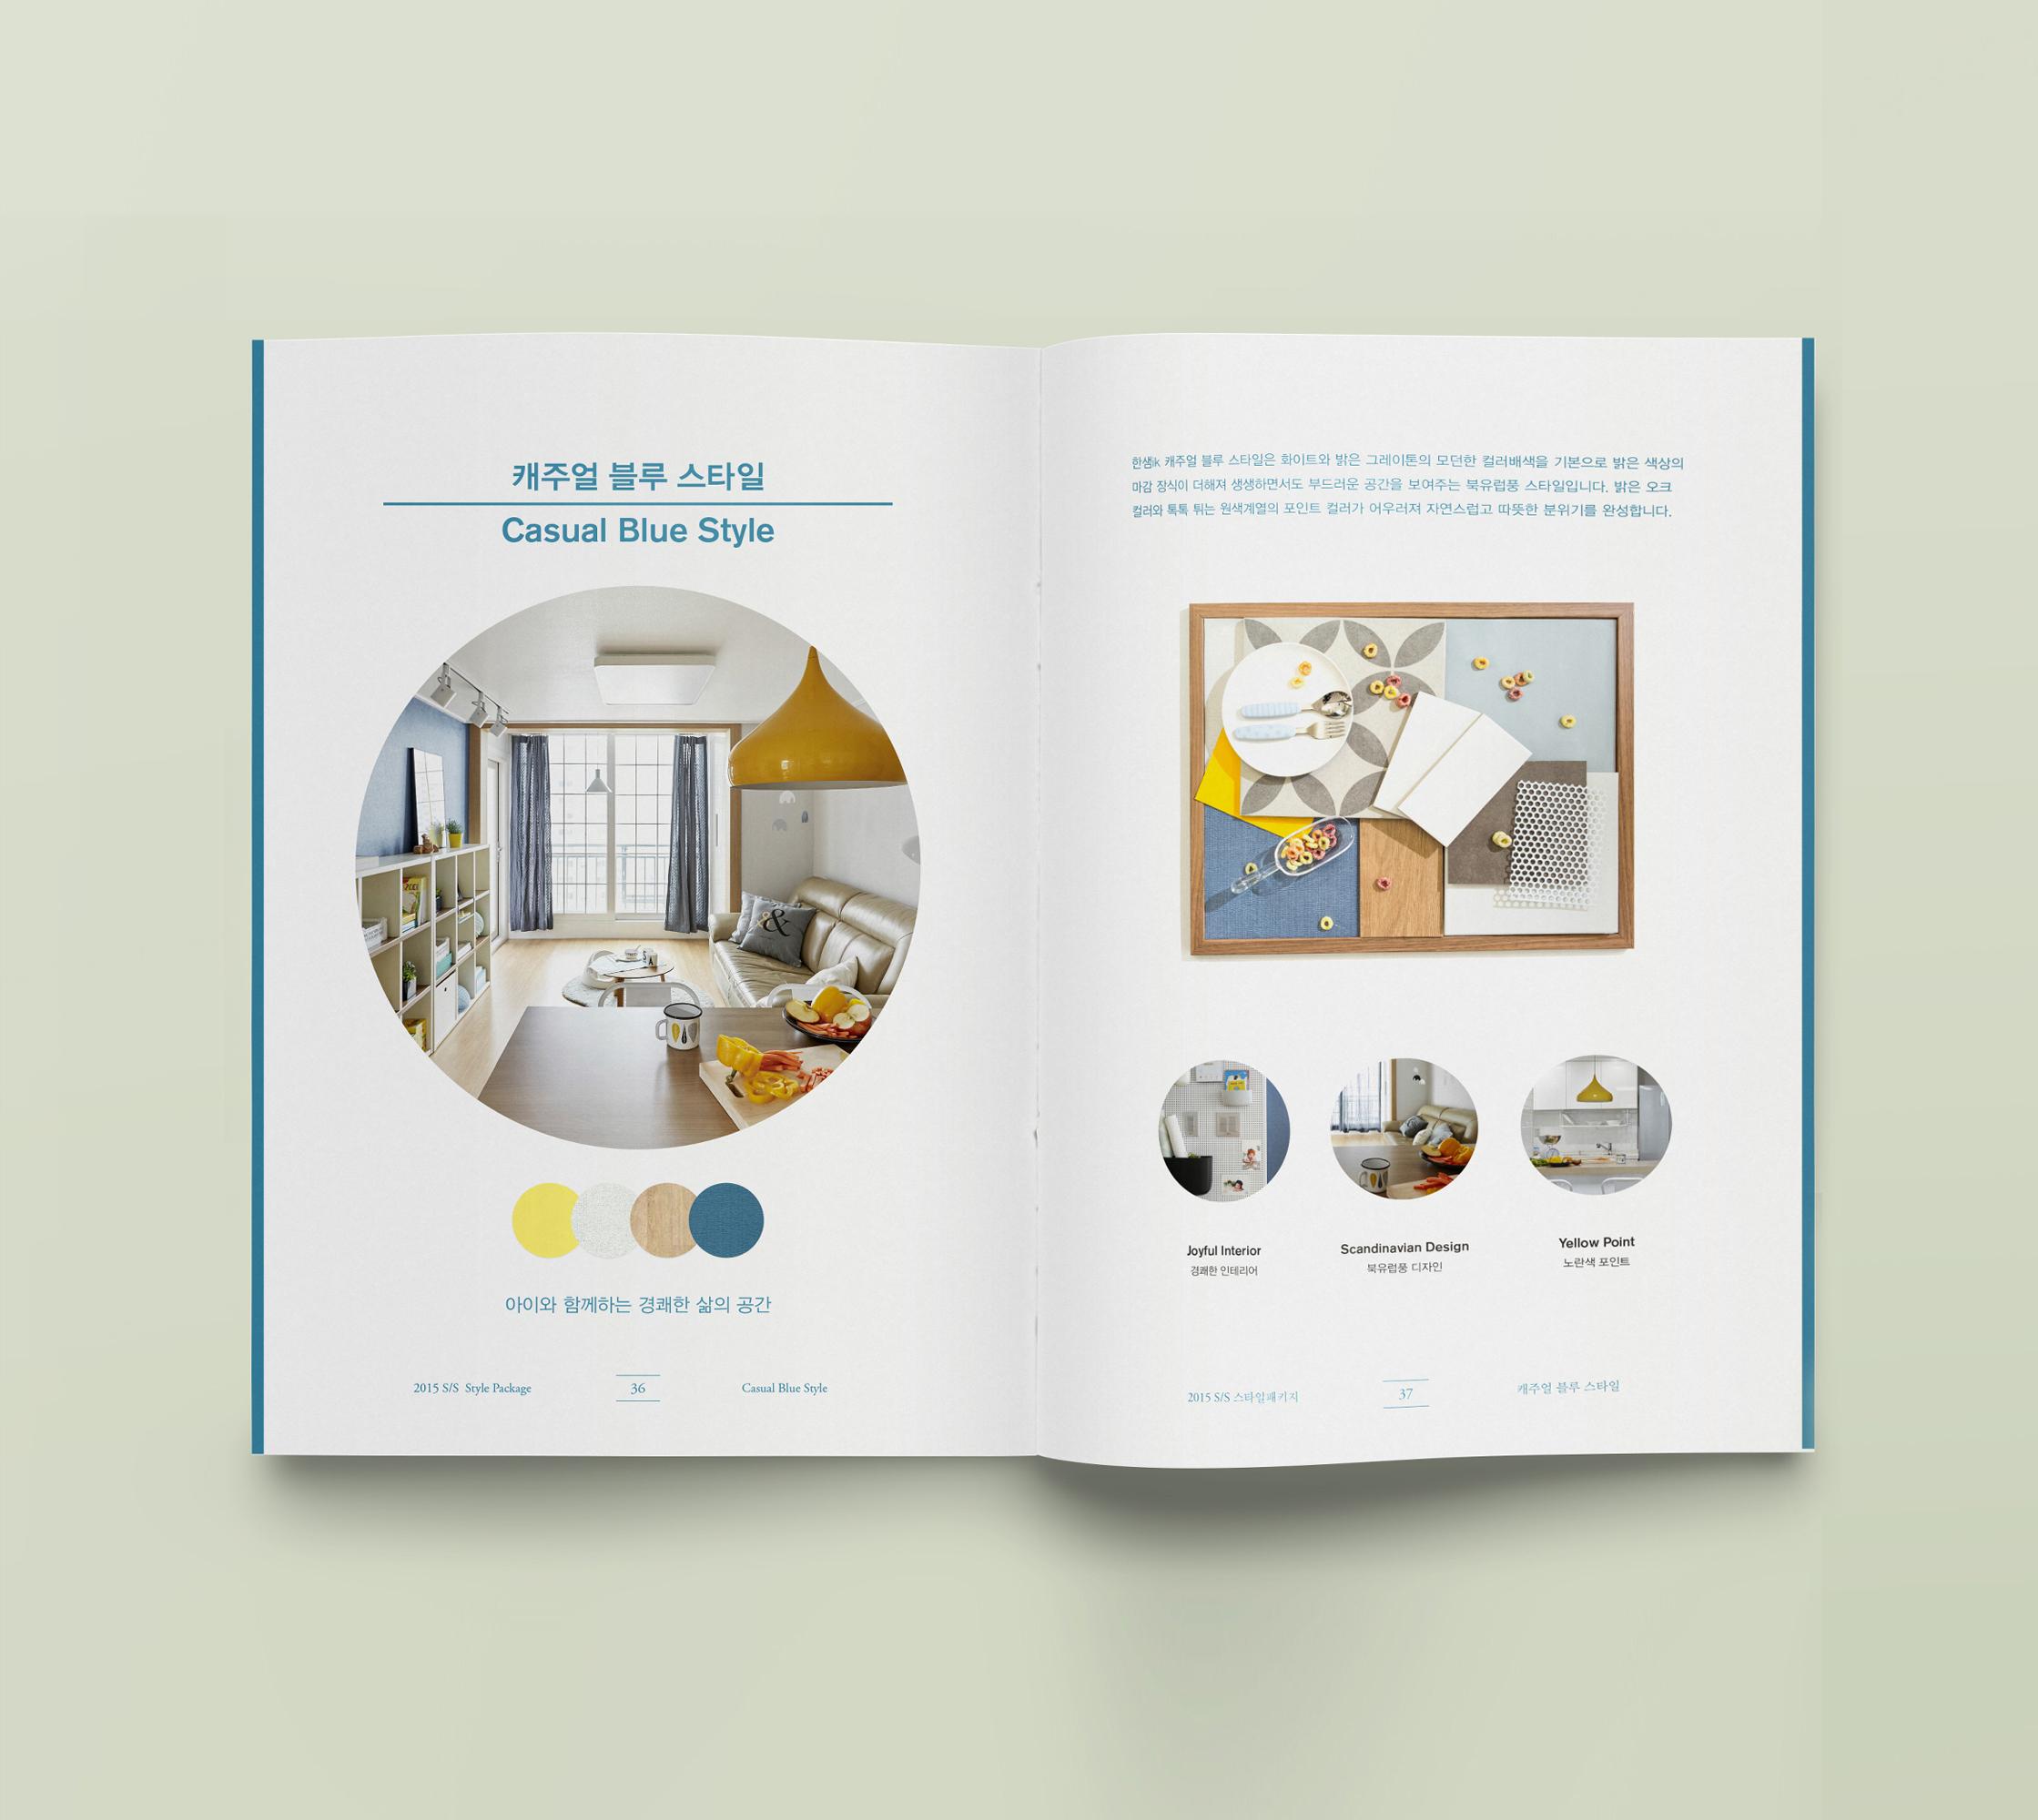 캐주얼 블루 스타일
Casual Blue Style
&
아이와 함께하는 경쾌한 삶의 공간
2015 S/S Style Package
36
Casual Blue Style
한샘ik 캐주얼 블루 스타일은 화이트와 밝은 그레이톤의 모던한 컬러배색을 기본으로 밝은 색상의
마감 장식이 더해져 생생하면서도 부드러운 공간을 보여주는 북유럽풍 스타일입니다. 밝은 오크
컬러와 톡톡 튀는 원색계열의 포인트 컬러가 어우러져 자연스럽고 따뜻한 분위기를 완성합니다.
Joyful Interior
경쾌한 인테리어
Scandinavian Design
북유럽풍 디자인
Yellow Point
노란색 포인트
2015 S/S 스타일패키지
37
캐주얼 블루 스타일